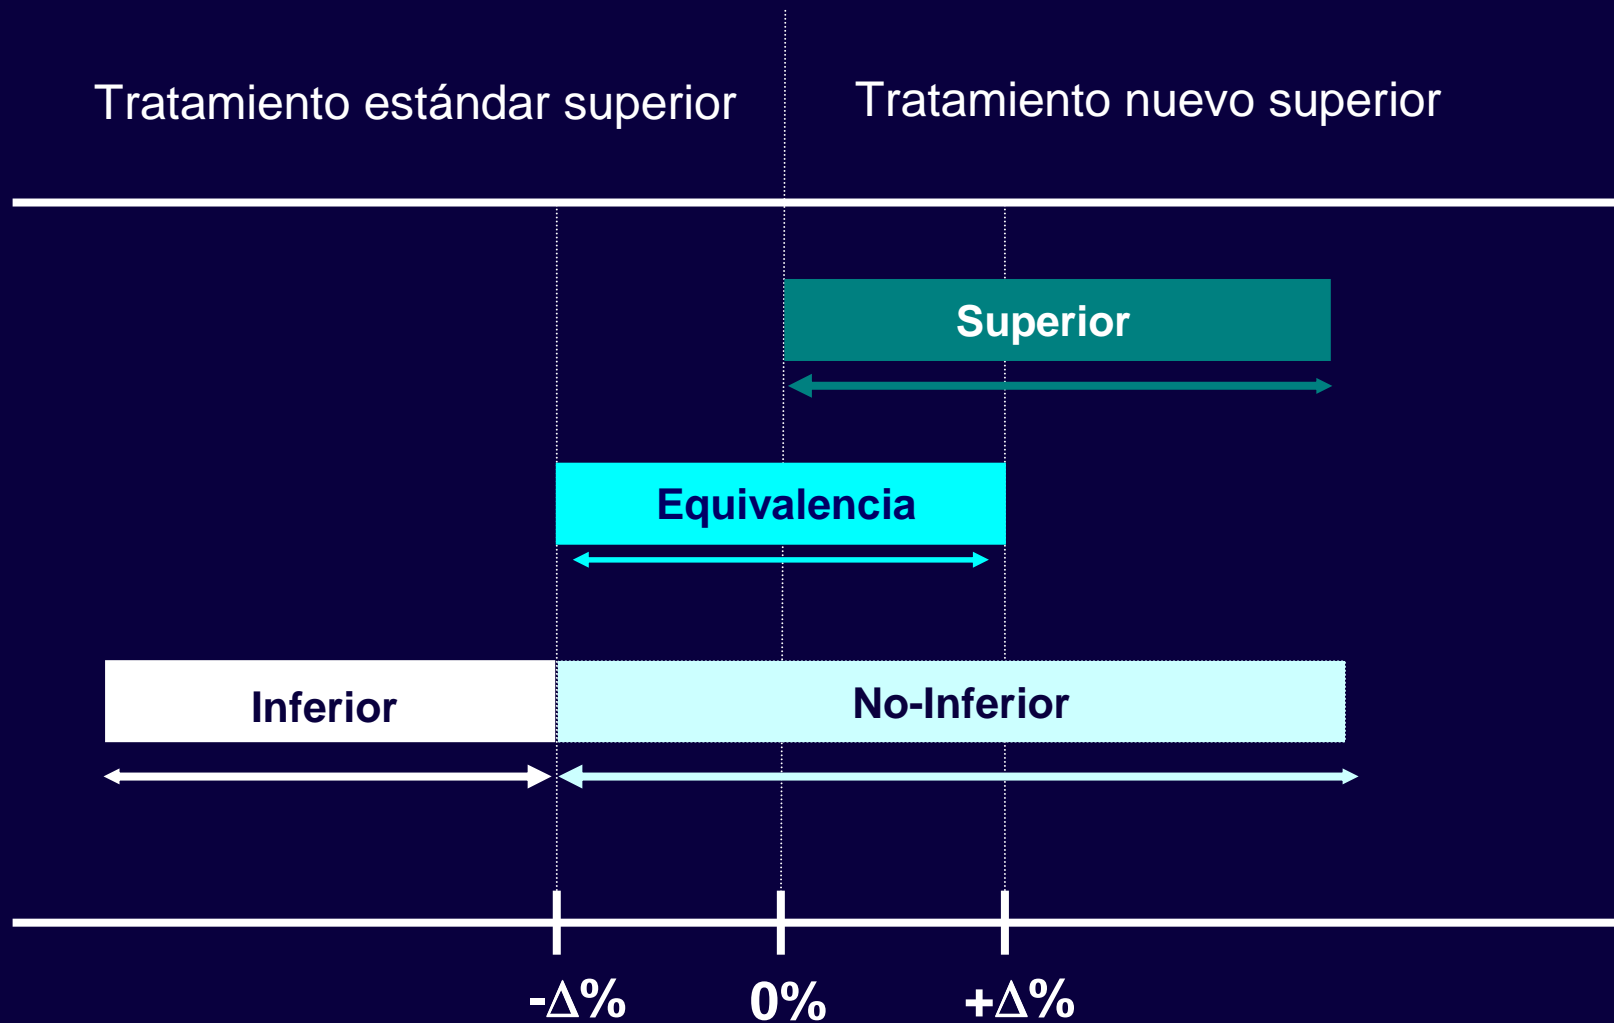 Tratamiento estándar superior
Tratamiento nuevo superior
Superior
Equivalencia
Inferior
No-Inferior
-Δ%
0%
+Δ%